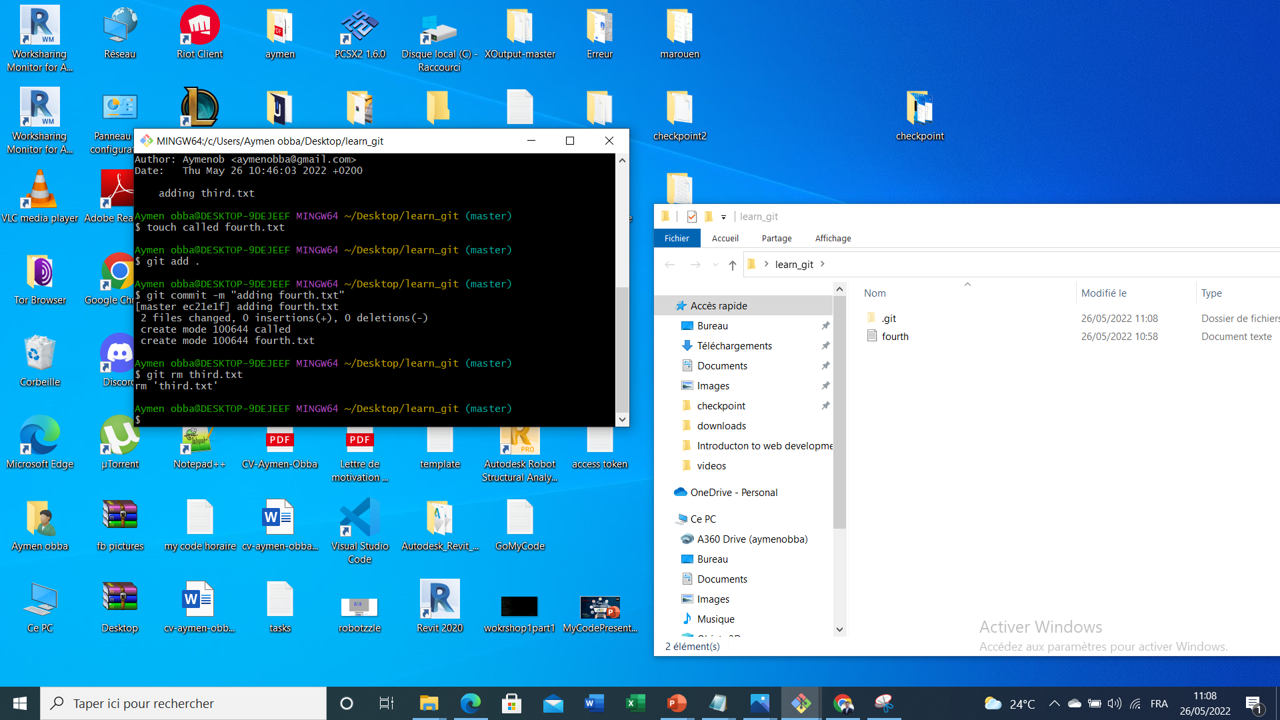 Worksharing Monitor for A...
Réseau
Riot Client
aymen
PCSX2 1.6.0
Disque local (C) - Raccourci
XOutput-master
Erreur
marouen
Worksharing Monitor for A...
Panneau
configurat
checkpoint2
checkpoint
MINGW64:/c/Users/Aymen obba/Desktop/learn_git
Author: Aymenob <aymenobba@gmail.com>
Date:   Thu May 26 10:46:03 2022 +0200
adding third.txt
Aymen obba@DESKTOP-9DEJEEF MINGW64 ~/Desktop/learn_git (master)
$ touch called fourth.txt
Aymen obba@DESKTOP-9DEJEEF MINGW64 ~/Desktop/learn_git (master)
$ git add .
Aymen obba@DESKTOP-9DEJEEF MINGW64 ~/Desktop/learn_git (master)
$ git commit -m "adding fourth.txt"
[master ec21e1f] adding fourth.txt
2 files changed, 0 insertions(+), 0 deletions(-)
create mode 100644 called
create mode 100644 fourth.txt
Aymen obba@DESKTOP-9DEJEEF MINGW64 ~/Desktop/learn_git (master)
$ git rm third.txt
rm 'third.txt'
Aymen obba@DESKTOP-9DEJEEF MINGW64 ~/Desktop/learn_git (master)
$
VLC media player
Adobe Rea
Tor Browser
Google Ch
Corbeille
Discor
learn_git
Fichier
Accueil
Partage
Affichage
learn_git
Nom
Modifié le
Type
.git
26/05/2022 11:08
Dossier de fichiers
fourth
26/05/2022 10:58
Document texte
Accès rapide
Bureau
Téléchargements
Documents
Images
checkpoint
downloads
Introducton to web developme
videos
OneDrive - Personal
Ce PC
A360 Drive (aymenobba)
Bureau
Documents
Images
Musique
2 élément(s)
Activer Windows
Accédez aux paramètres pour activer Windows.
Microsoft Edge
µTorrent
Notepad++
PDF
CV-Aymen-Obba
PDF
Lettre de motivation ...
template
PRO
Autodesk Robot Structural Analy...
access token
Aymen obba
fb pictures
my code horaire
cv-aymen-obba...
Visual Studio Code
Autodesk_Revit_...
GoMyCode
Ce PC
Desktop
cv-aymen-obb...
tasks
robotzzle
Revit 2020
wokrshop1part1
MyCodePresent...
Taper ici pour rechercher
24°C
FRA
11:08
26/05/2022
1